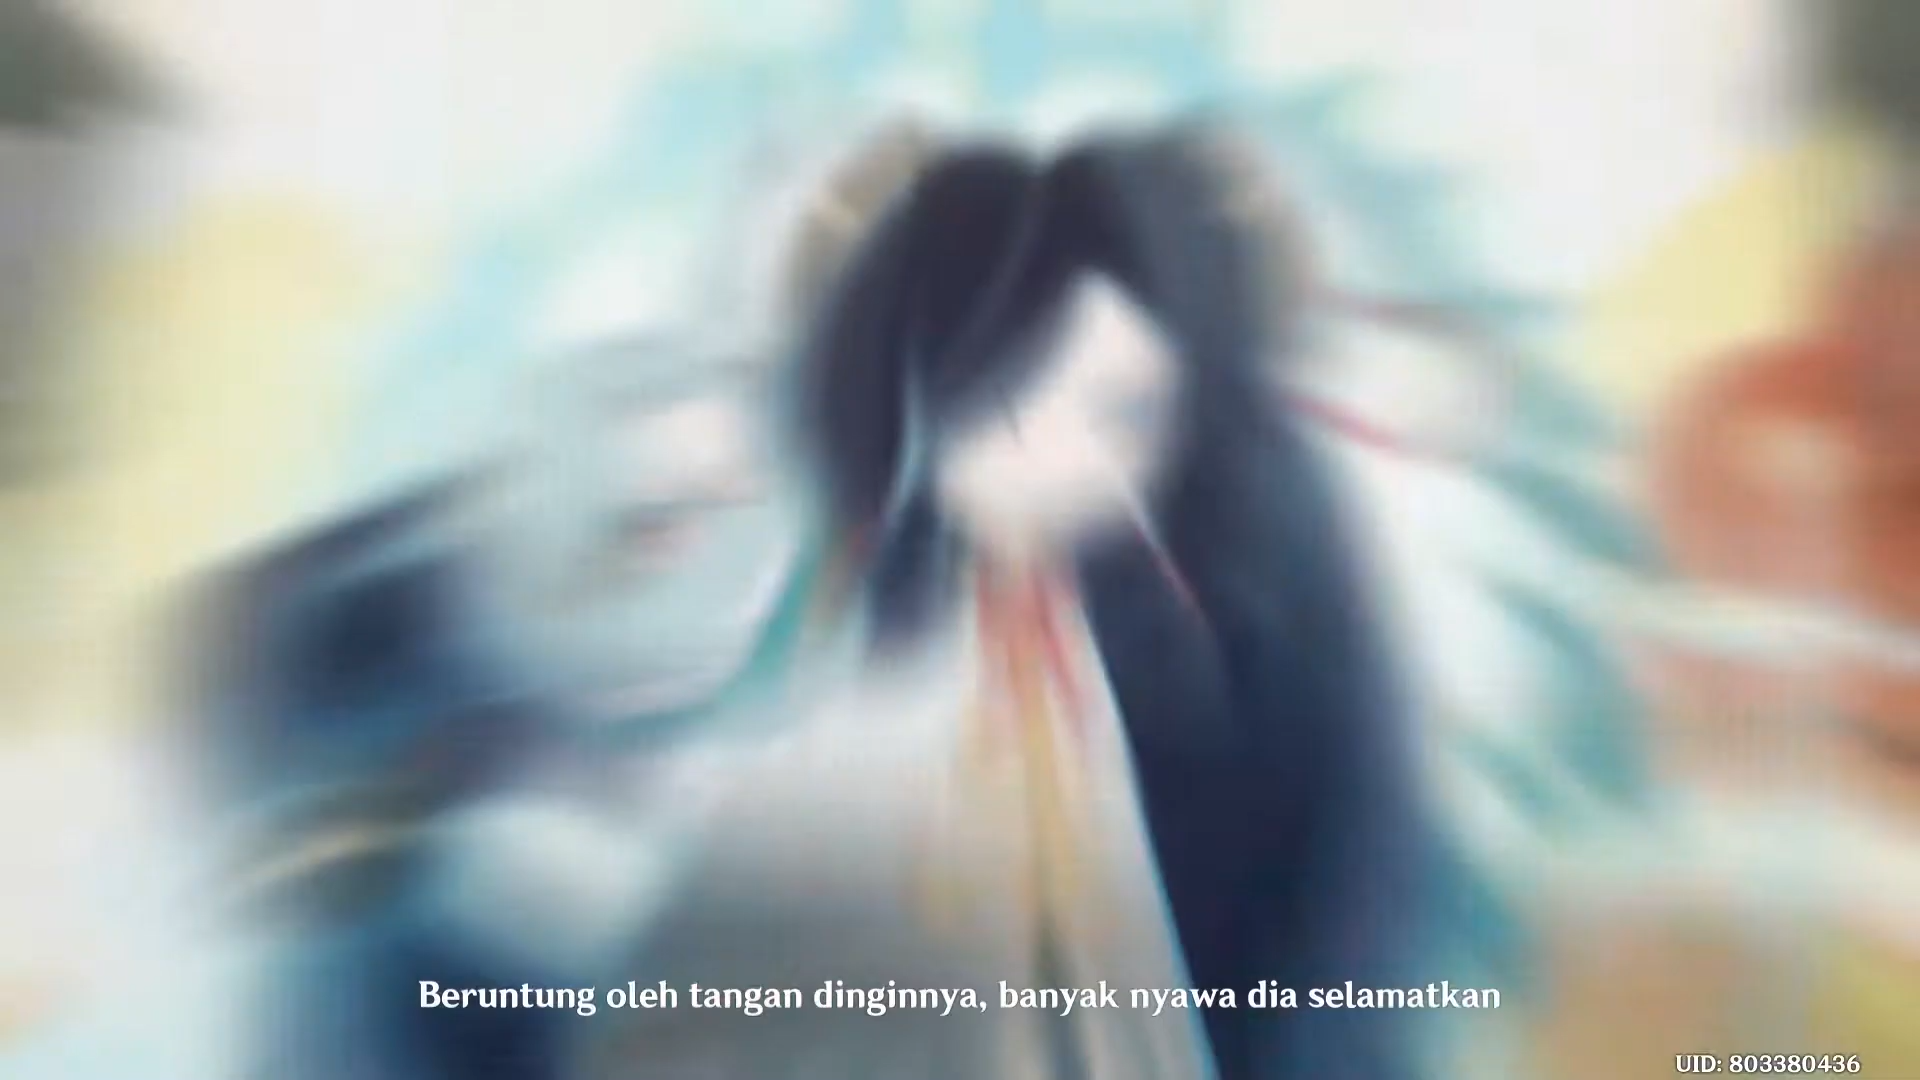 Beruntung oleh tangan dinginnya, banyak nyawa dia selamatkan
UID: 803380436